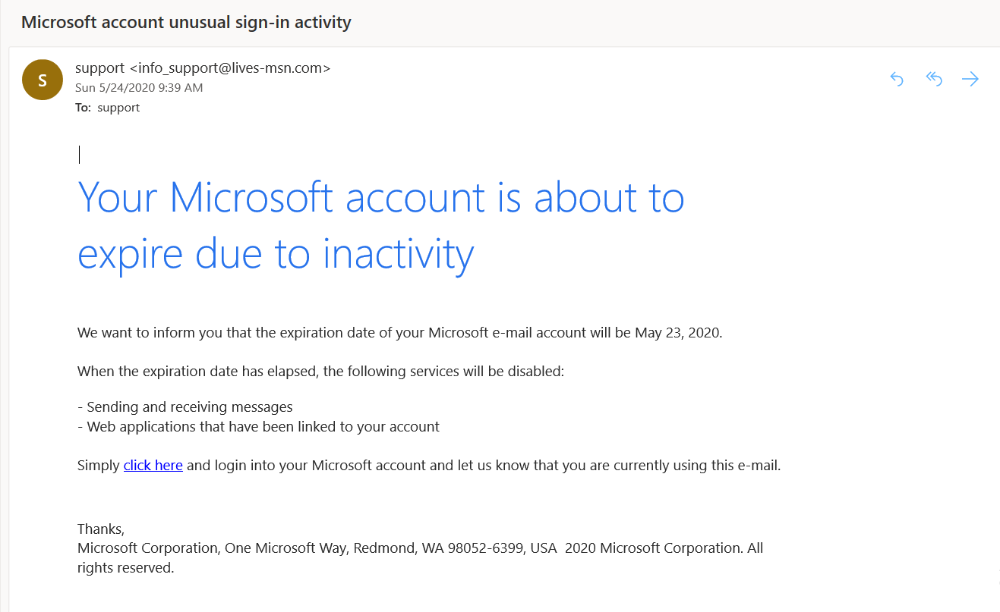 Microsoft account unusual sign-in activity
S
support <info_support@lives-msn.com>
Sun 5/24/2020 9:39 AM
To: support
Your Microsoft account is about to
expire due to inactivity
We want to inform you that the expiration date of your Microsoft e-mail account will be May 23, 2020.
When the expiration date has elapsed, the following services will be disabled:
- Sending and receiving messages
- Web applications that have been linked to your account
Simply click here and login into your Microsoft account and let us know that you are currently using this e-mail.
Thanks,
Microsoft Corporation, One Microsoft Way, Redmond, WA 98052-6399, USA  2020 Microsoft Corporation. All
rights reserved.